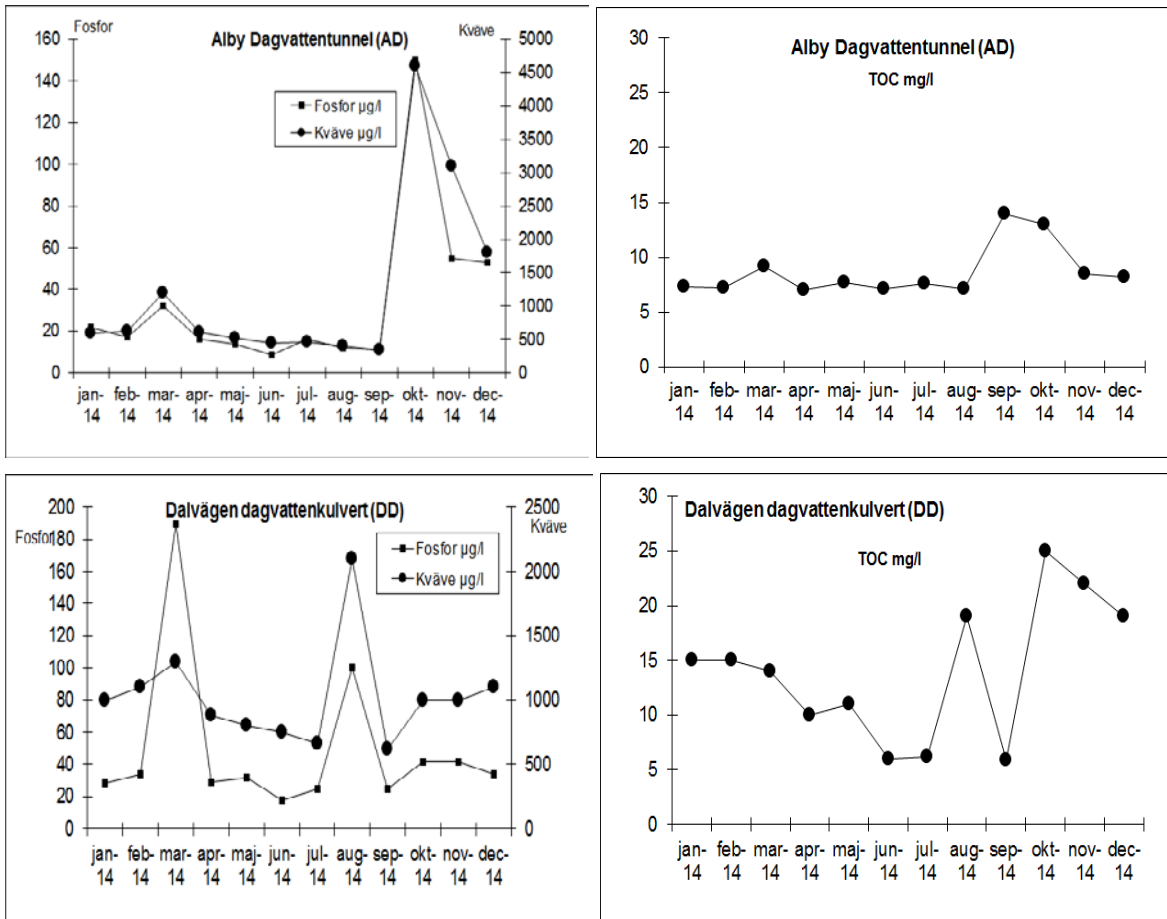 Fosfor
Kväve
Alby Dagvattentunnel (AD)
Fosfor µg/l
Kväve µg/l
160
140
120
100
80
60
40
20
0
5000
4500
4000
3500
3000
2500
2000
1500
1000
500
0
jan- feb- mar- apr- maj- jun- jul- aug- sep- okt- nov- dec-
14 14 14 14 14 14 14 14 14 14 14 14
Alby Dagvattentunnel (AD)
TOC mg/l
30
25
20
15
10
5
0
jan- feb- mar- apr- maj- jun- jul- aug- sep- okt- nov- dec-
14 14 14 14 14 14 14 14 14 14 14 14
Dalvägen dagvattenkulvert (DD)
Fosfor
Kväve
Fosfor µg/l
Kväve µg/l
200
180
160
140
120
100
80
60
40
20
0
2500
2000
1500
1000
500
0
jan- feb- mar- apr- maj- jun- jul- aug- sep- okt- nov- dec-
14 14 14 14 14 14 14 14 14 14 14 14
Dalvägen dagvattenkulvert (DD)
TOC mg/l
30
25
20
15
10
5
0
jan- feb- mar- apr- maj- jun- jul- aug- sep- okt- nov- dec-
14 14 14 14 14 14 14 14 14 14 14 14